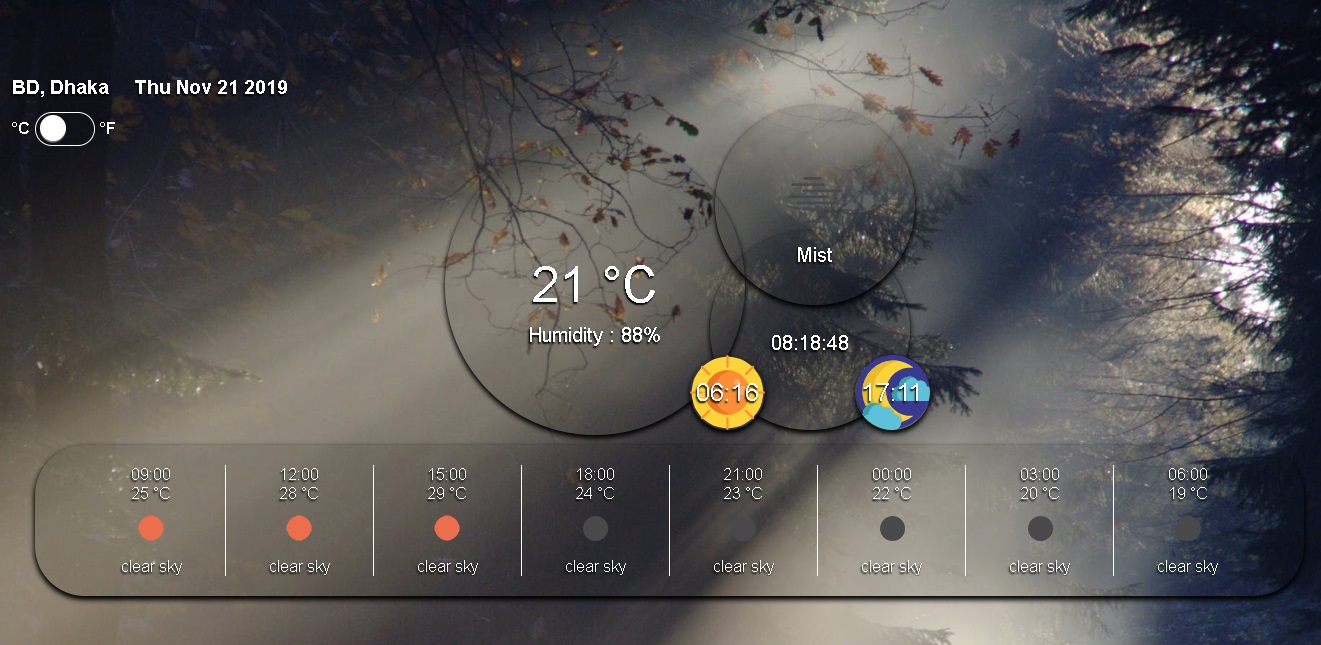 BD, Dhaka Thu Nov 21 2019
°C °F
Mist
21 °C
Humidity : 88%
08:18:48
06:16 17:11
09:00 12:00 15:00 18:00 21:00 00:00 03:00 06:00
25 °C 28 °C 29 °C 24 °C 23 °C 22 °C 20 °C 19 °C
clear sky clear sky clear sky clear sky clear sky clear sky clear sky clear sky